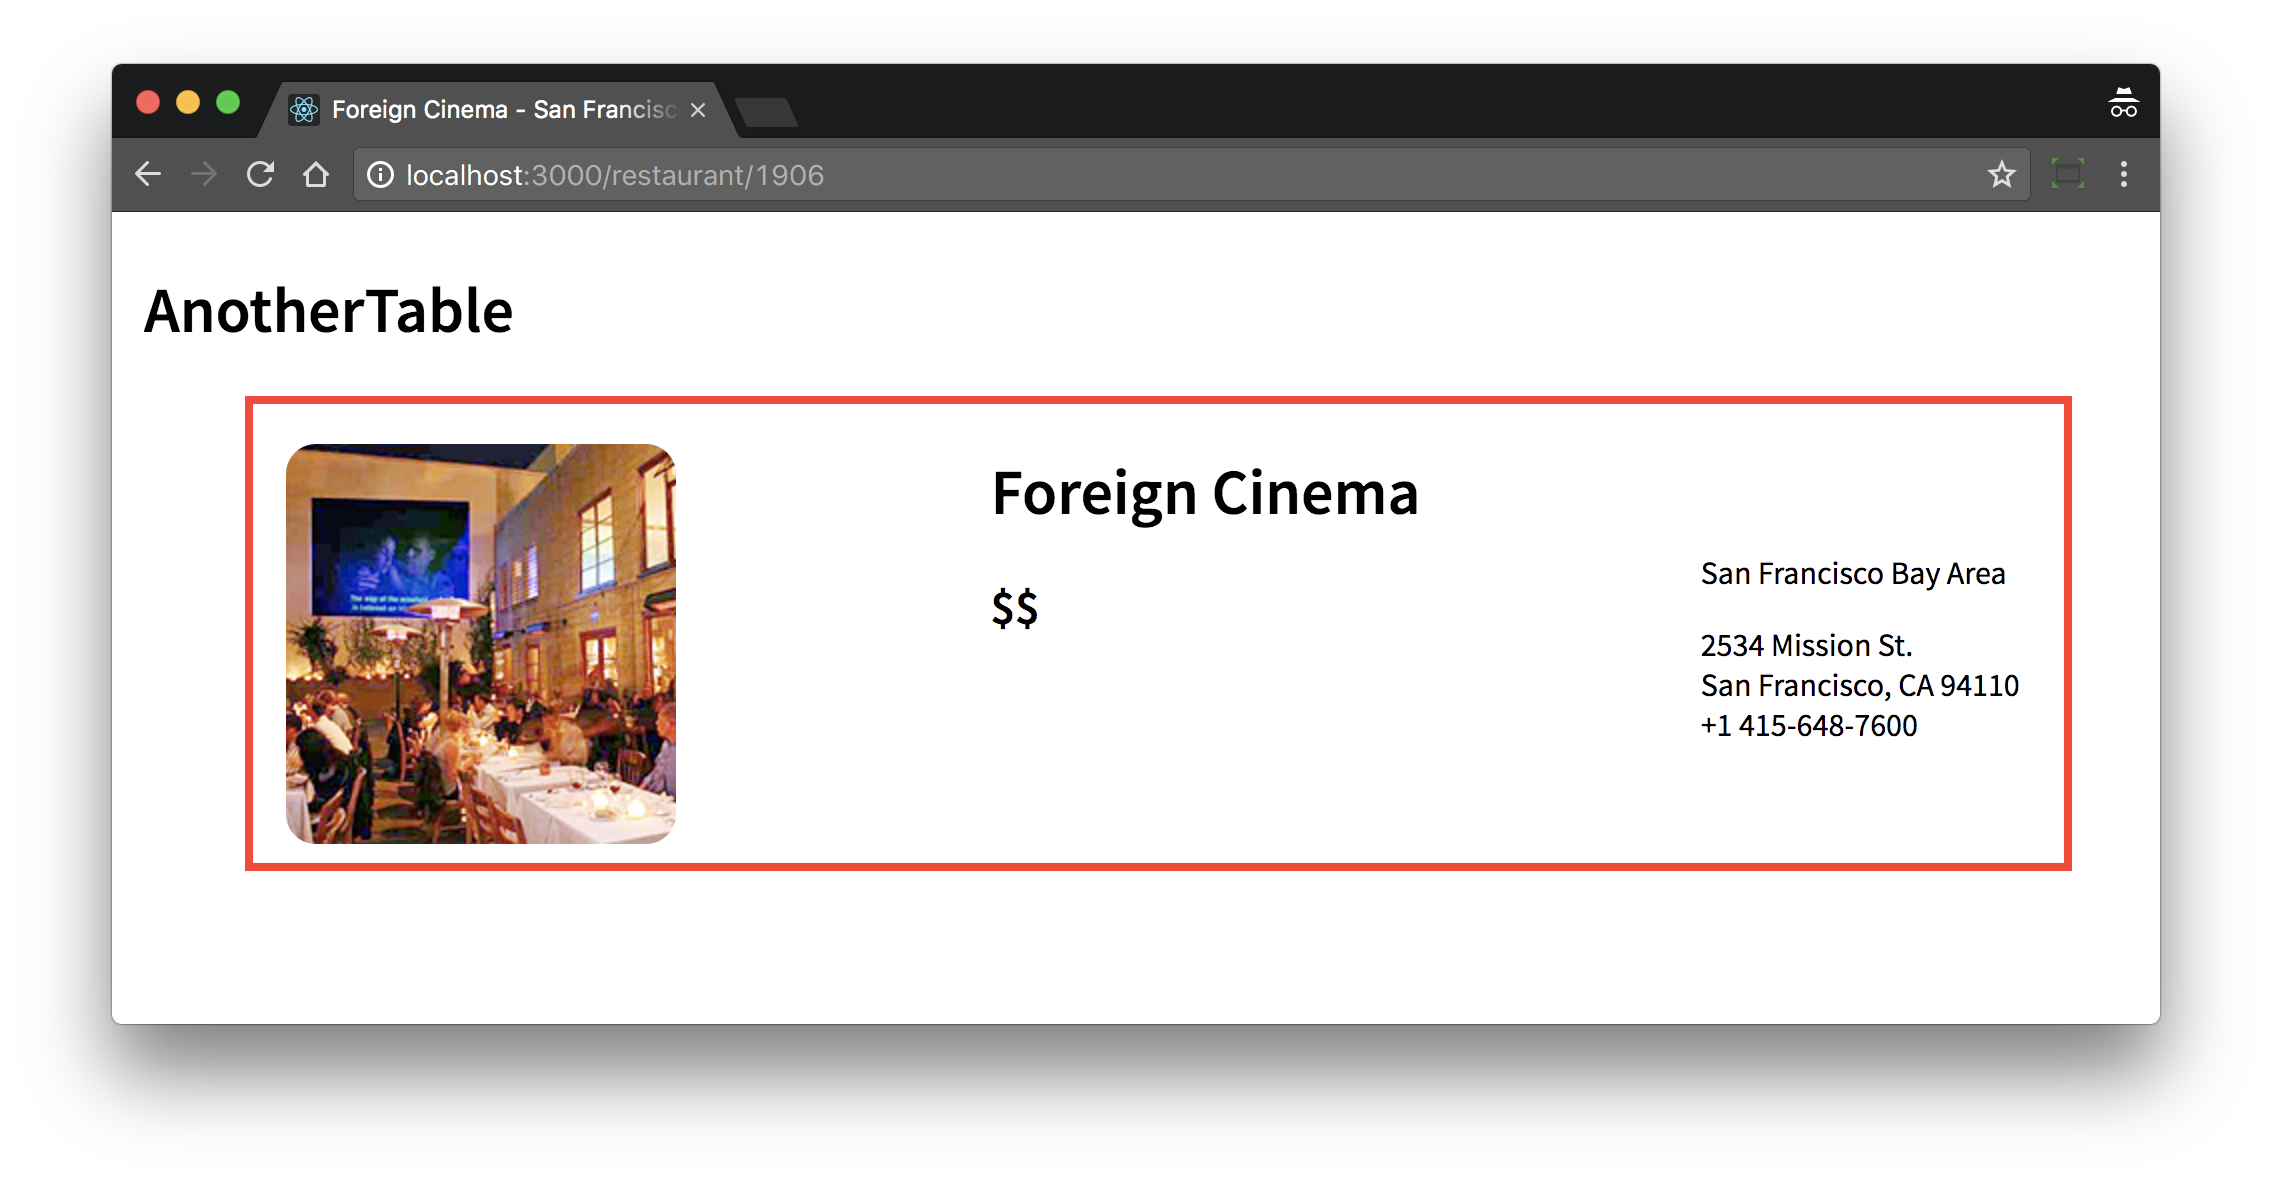 Foreign Cinema - San Francisc
localhost:3000/restaurant/1906
AnotherTable
Foreign Cinema
$$
San Francisco Bay Area
2534 Mission St.
San Francisco, CA 94110
+1 415-648-7600